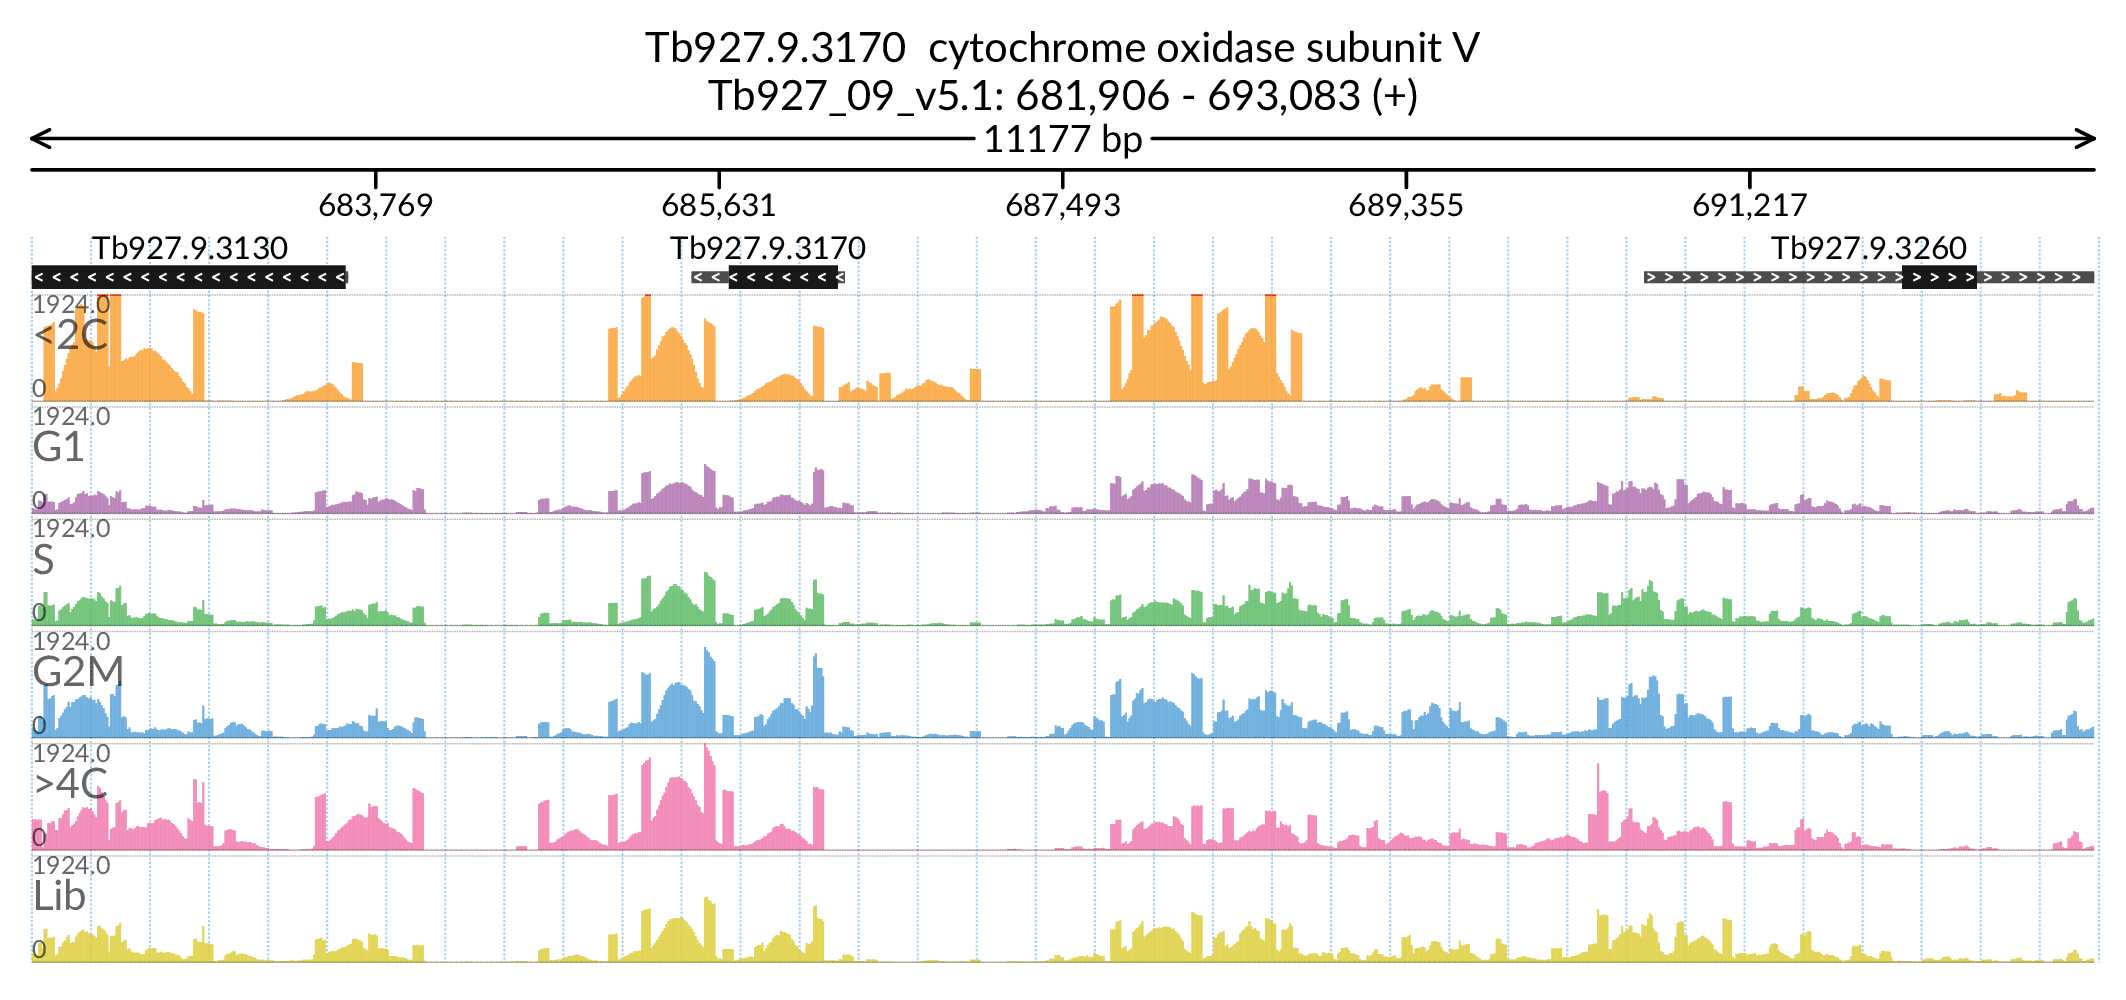 Tb927.9.3170 cytochrome oxidase subunit V
Tb927_09_v5.1: 681,906 - 693,083 (+)
11177 bp
683,769 685,631 687,493 689,355 691,217
Tb927.9.3130 Tb927.9.3170 Tb927.9.3260
1924.0
<2C
0
1924.0
G1
0
1924.0
S
0
1924.0
G2M
0
1924.0
>4C
0
1924.0
Lib
0